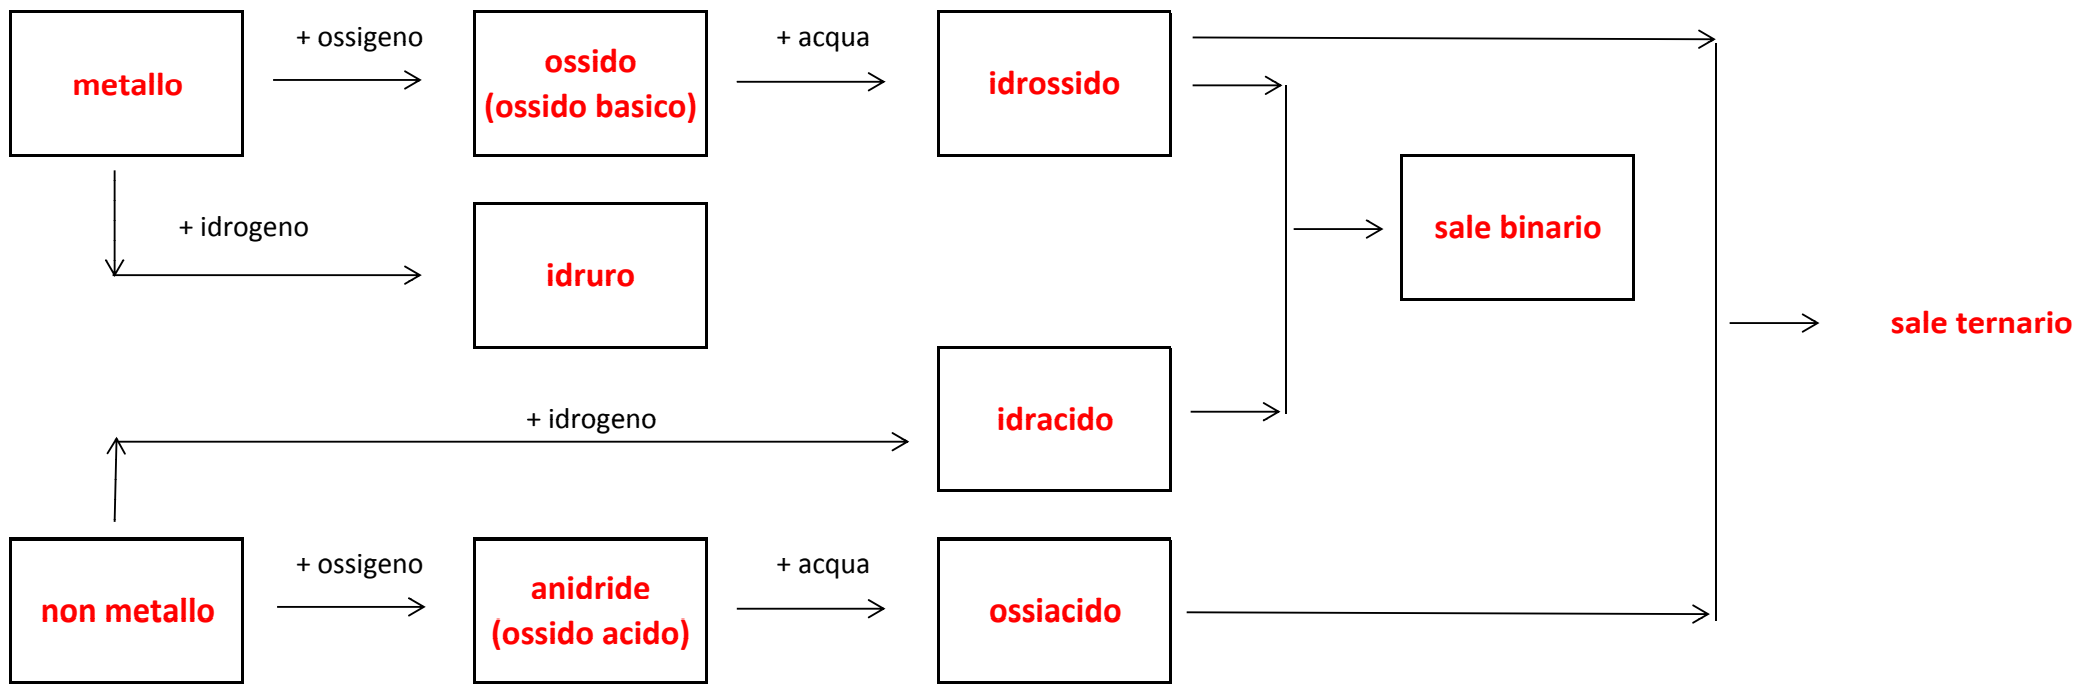 + ossigeno
+ acqua
metallo
ossido
(ossido basico)
idrossido
+ idrogeno
idruro
sale binario
sale ternario
+ idrogeno
idracido
+ ossigeno
+ acqua
non metallo
anidride
(ossido acido)
ossiacido